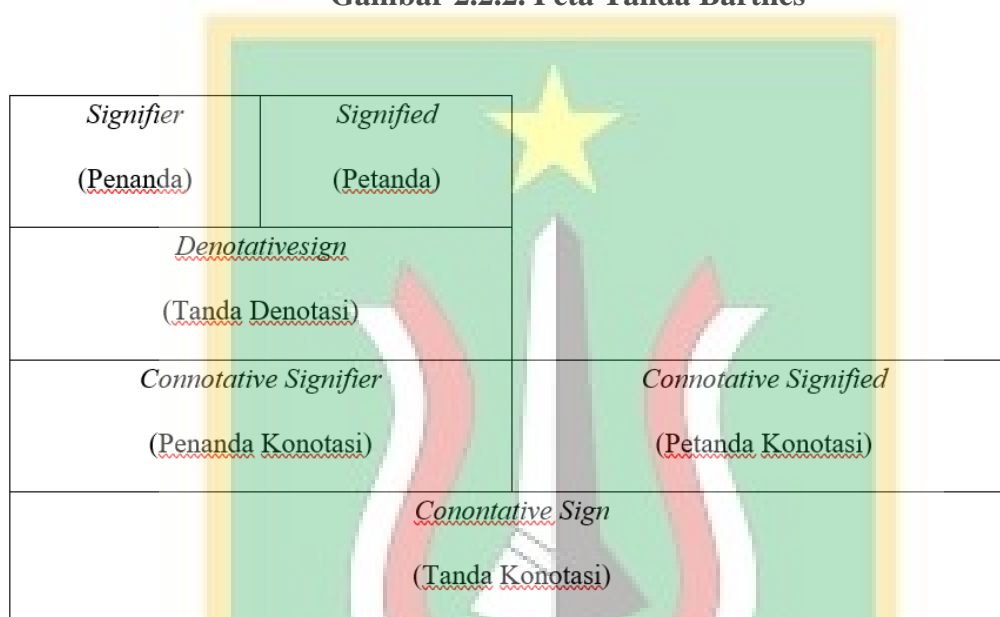 Gambar 2.2.2. Peta Tanda Barthes
Signifier
Signified
(Penanda)
(Petanda)
Denotativesign
(Tanda Denotasi)
Connotative Signifier
Connotative Signified
(Penanda Konotasi)
(Petanda Konotasi)
Conontative Sign
(Tanda Konotasi)